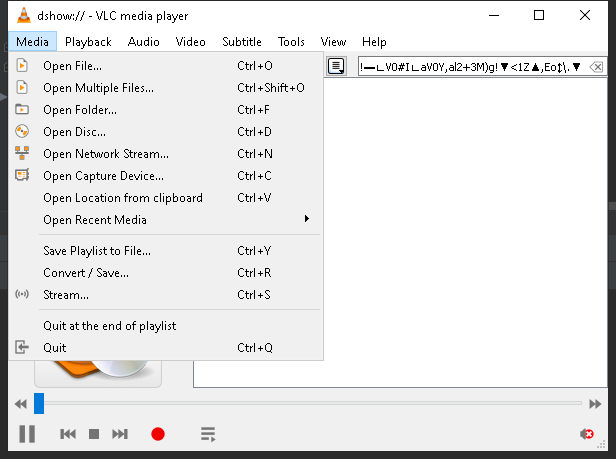 dshow:// - VLC media player
Media Playback Audio Video Subtitle Tools View Help
!▬∟V0#I∟aV0Y,al2+3M)g!▼<1Z▲,Eo↨\.▼
Open File... Ctrl+O
Open Multiple Files... Ctrl+Shift+O
Open Folder... Ctrl+F
Open Disc... Ctrl+D
Open Network Stream... Ctrl+N
Open Capture Device... Ctrl+C
Open Location from clipboard Ctrl+V
Open Recent Media
Save Playlist to File... Ctrl+Y
Convert / Save... Ctrl+R
Stream... Ctrl+S
Quit at the end of playlist
Quit Ctrl+Q